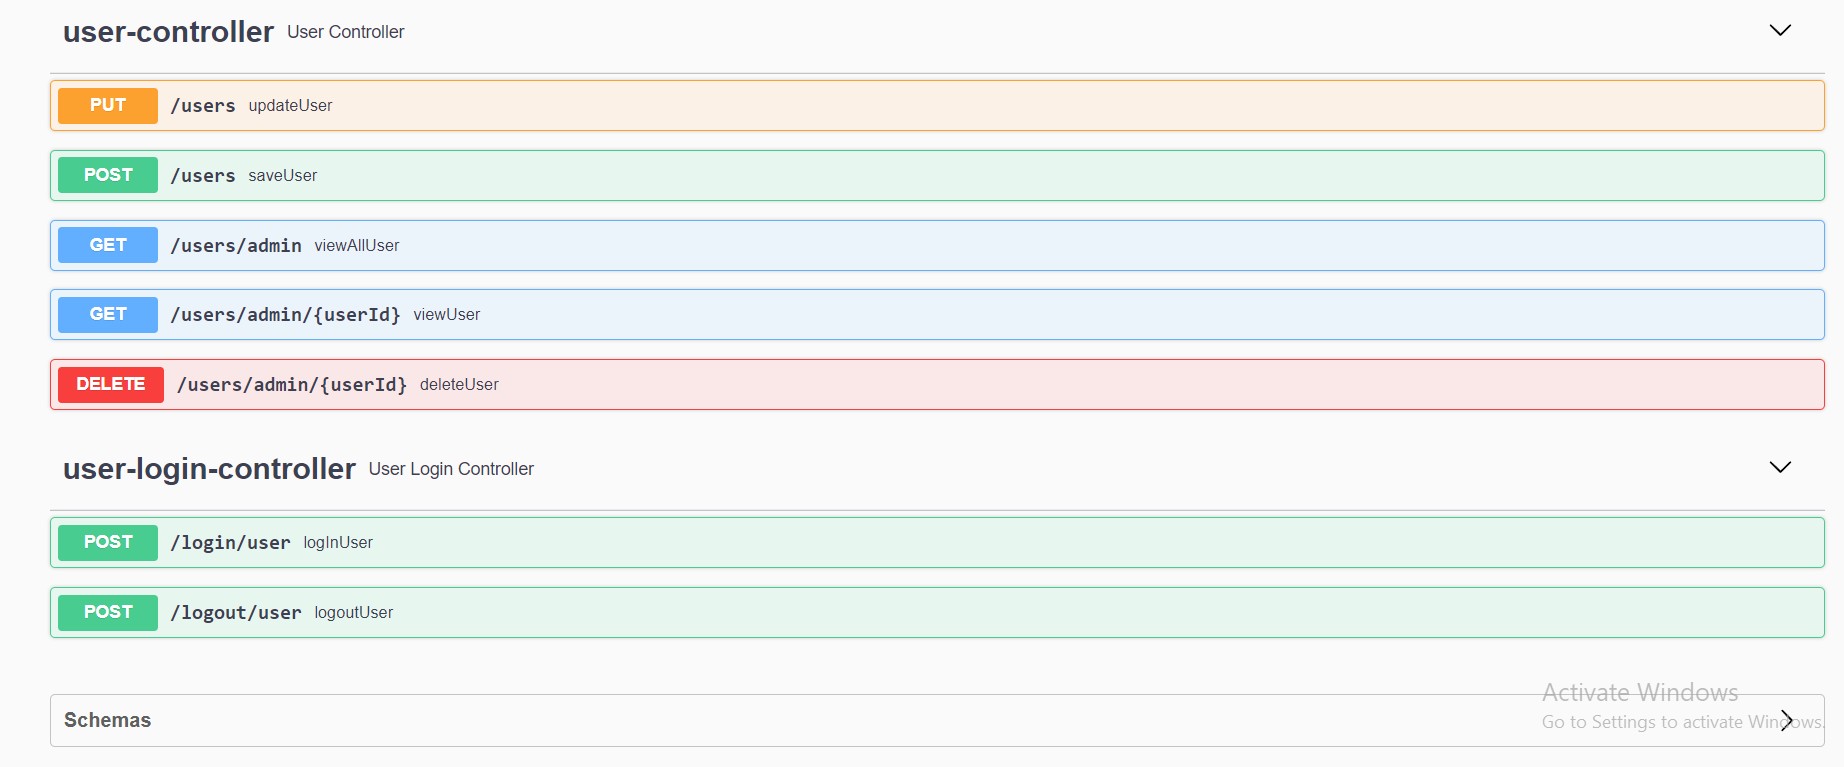 user-controller User Controller
PUT /users updateUser
POST /users saveUser
GET /users/admin viewAllUser
GET /users/admin/{userId} viewUser
DELETE /users/admin/{userId} deleteUser
user-login-controller User Login Controller
POST /login/user logInUser
POST /logout/user logoutUser
Activate Windows
Schemas
Go to Settings to activate Windows.